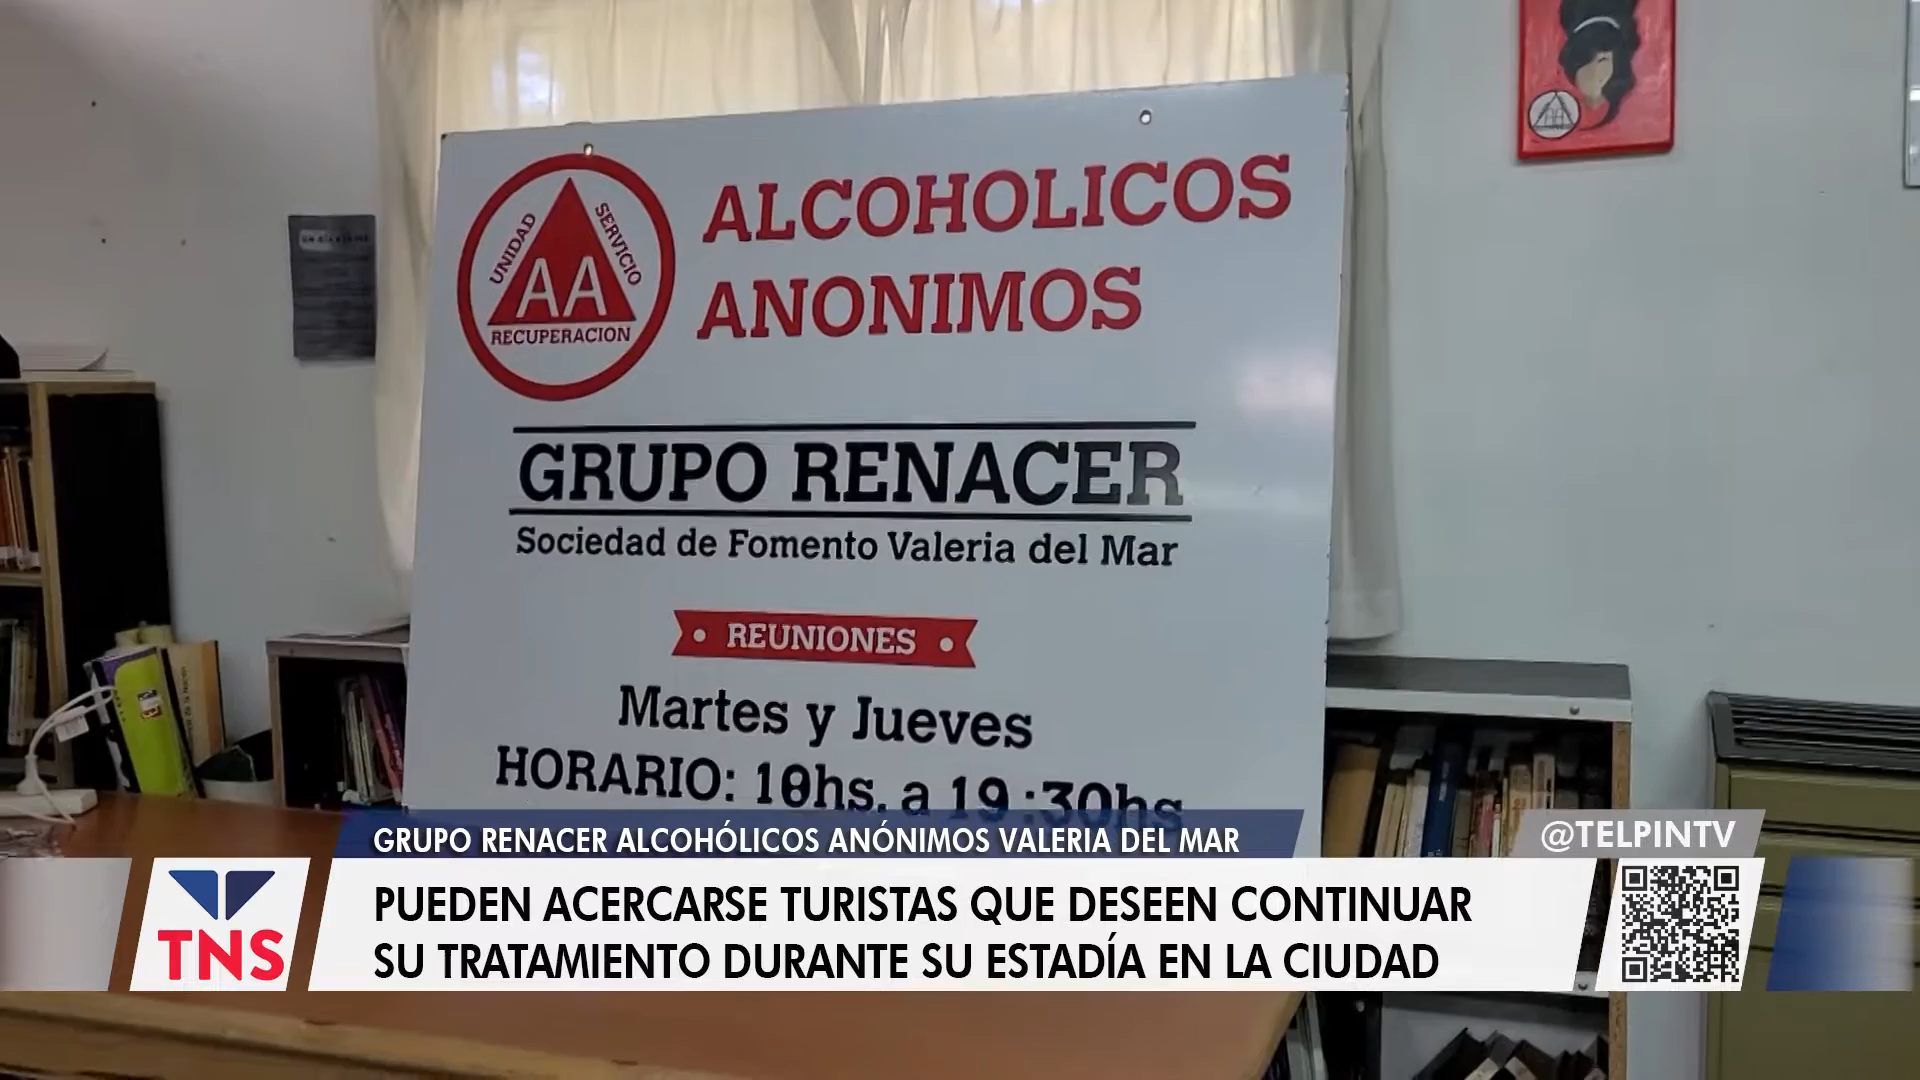 ALCOHOLICOS
ANONIMOS
UNIDAD
SERVICIO
AA
RECUPERACION
GRUPO RENACER
Sociedad de Fomento Valeria del Mar
REUNIONES
Martes y Jueves
HORARIO: 18hs. a 19:30hs
GRUPO RENACER ALCOHÓLICOS ANÓNIMOS VALERIA DEL MAR
@TELPINTV
TNS
PUEDEN ACERCARSE TURISTAS QUE DESEEN CONTINUAR
SU TRATAMIENTO DURANTE SU ESTADÍA EN LA CIUDAD